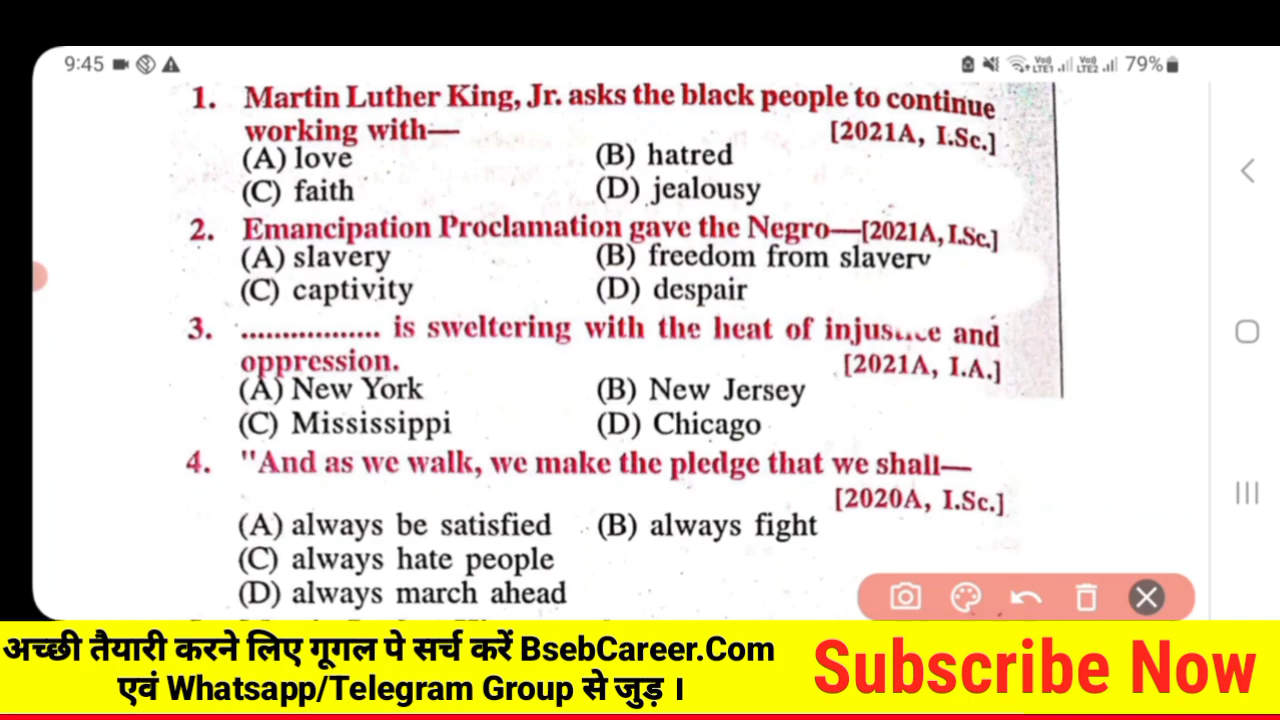 9:45 79%
1. Martin Luther King, Jr. asks the black people to continue
working with— [2021A, I.Sc.]
(A) love (B) hatred
(C) faith (D) jealousy
2. Emancipation Proclamation gave the Negro—[2021A, I.Sc.]
(A) slavery (B) freedom from slavery
(C) captivity (D) despair
3. ................. is sweltering with the heat of injustice and
oppression. [2021A, I.A.]
(A) New York (B) New Jersey
(C) Mississippi (D) Chicago
4. "And as we walk, we make the pledge that we shall—
[2020A, I.Sc.]
(A) always be satisfied (B) always fight
(C) always hate people
(D) always march ahead
अच्छी तैयारी करने लिए गूगल पे सर्च करें BsebCareer.Com
एवं Whatsapp/Telegram Group से जुड़ ।
Subscribe Now